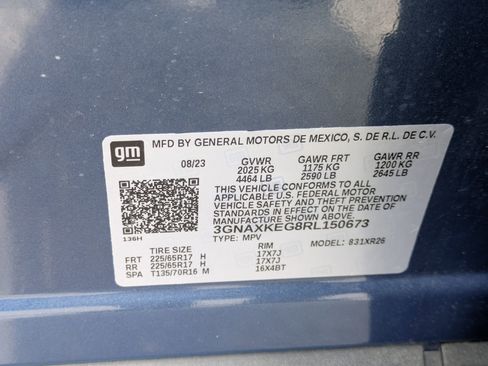 gm
MFD BY GENERAL MOTORS DE MEXICO, S. DE R.L. DE C.V.
08/23 GVWR GAWR FRT GAWR RR
2025 KG 1175 KG 1200 KG
4464 LB 2590 LB 2645 LB
THIS VEHICLE CONFORMS TO ALL
APPLICABLE U.S. FEDERAL MOTOR
VEHICLE SAFETY AND THEFT PREVENTION
STANDARDS IN EFFECT ON THE DATE OF
MANUFACTURE SHOWN ABOVE.
3GNAXKEG8RL150673
136H TYPE: MPV MODEL: 831XR26
TIRE SIZE RIM
FRT 225/65R17 H 17X7J
RR 225/65R17 H 17X7J
SPA T135/70R16 M 16X4BT